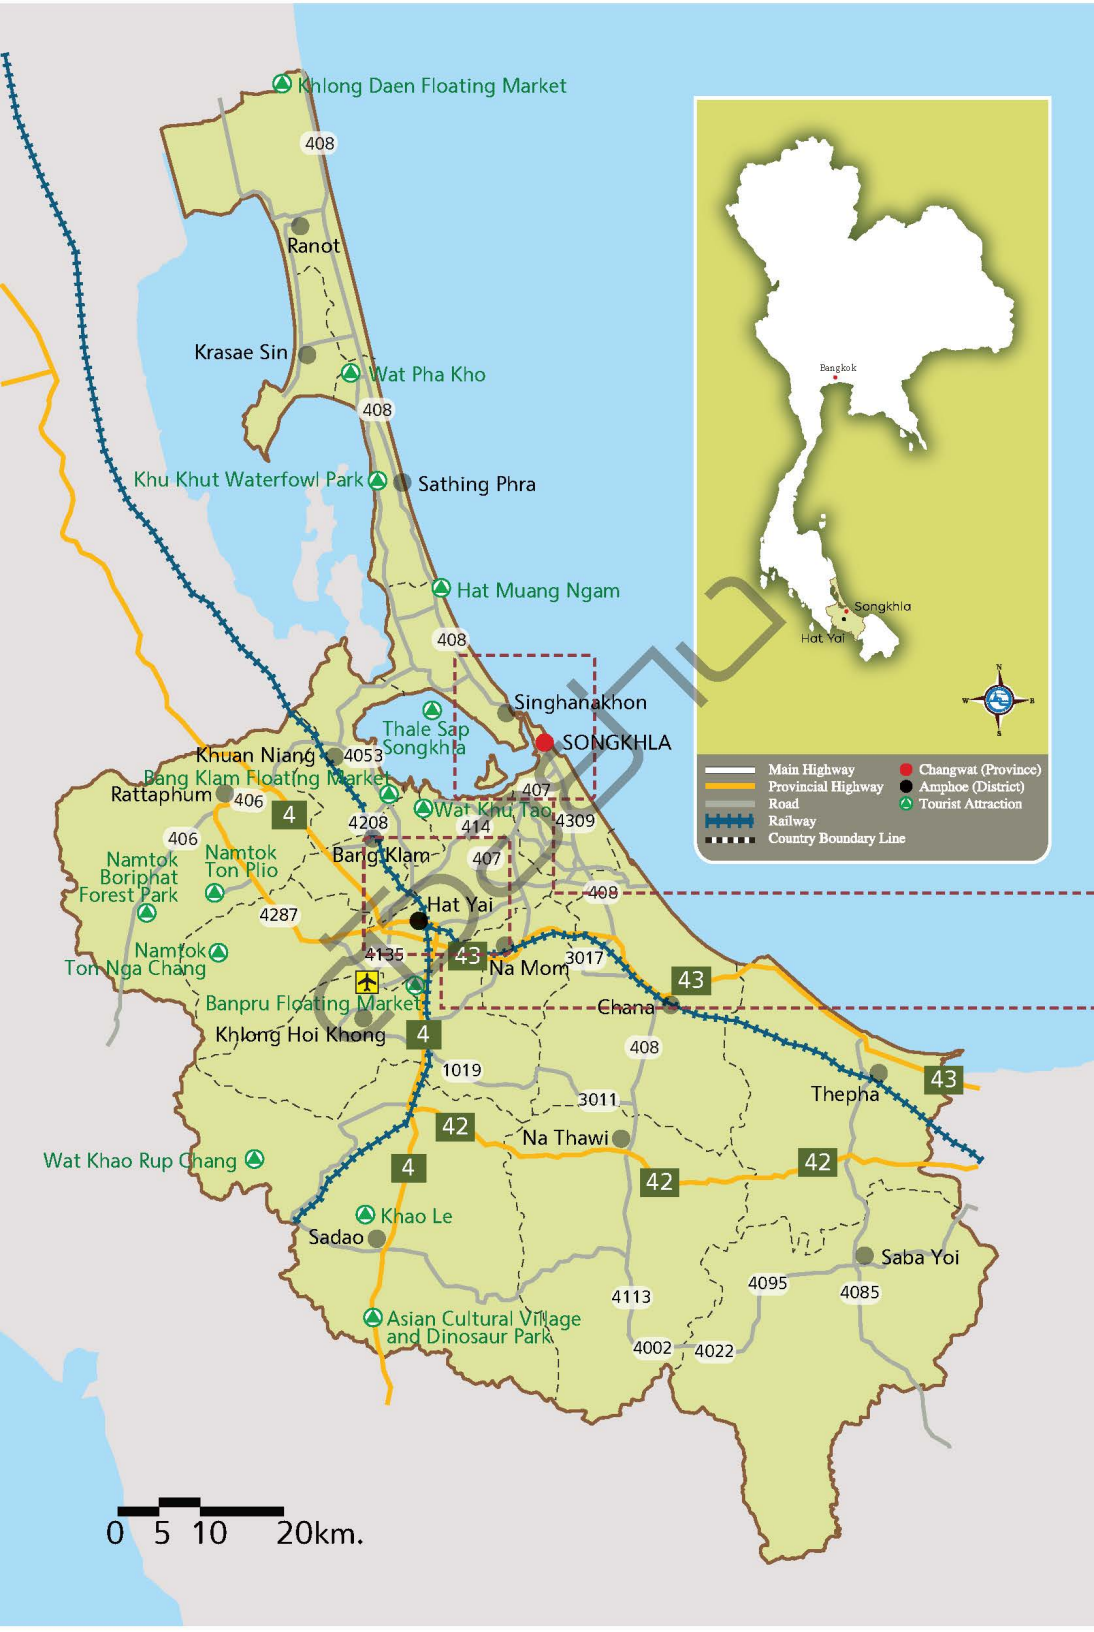 Khlong Daen Floating Market
408
Ranot
Krasae Sin
Wat Pha Kho
408
Khu Khut Waterfowl Park
Sathing Phra
Hat Muang Ngam
408
Singhanakhon
SONGKHLA
Thale Sap
Songkhla
Khuan Niang
4053
Bang Klam Floating Market
Rattaphum
406
4
Wat Khu Tao
407
414
4309
4208
406
Bang Klam
407
Namtok
Boriphat
Forest Park
Namtok
Ton Plio
408
4287
Hat Yai
Namtok
Ton Nga Chang
4135
43
Na Mom
3017
43
Banpru Floating Market
Chana
Khlong Hoi Khong
4
408
1019
43
Thepha
3011
42
Na Thawi
Wat Khao Rup Chang
4
42
42
Khao Le
Sadao
Saba Yoi
4095
4085
4113
Asian Cultural Village
and Dinosaur Park
4002
4022
0 5 10 20km.
Bangkok
Songkhla
Hat Yai
N
W
E
S
Main Highway
Provincial Highway
Road
Railway
Country Boundary Line
Changwat (Province)
Amphoe (District)
Tourist Attraction